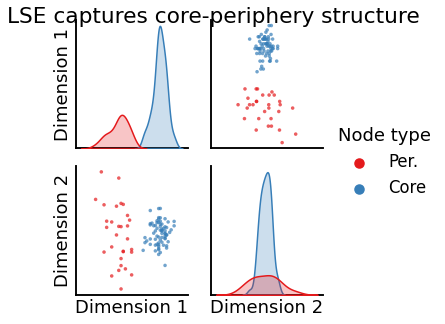 LSE captures core-periphery structure
Dimension 1
Node type
Per.
Core
Dimension 2
Dimension 1
Dimension 2